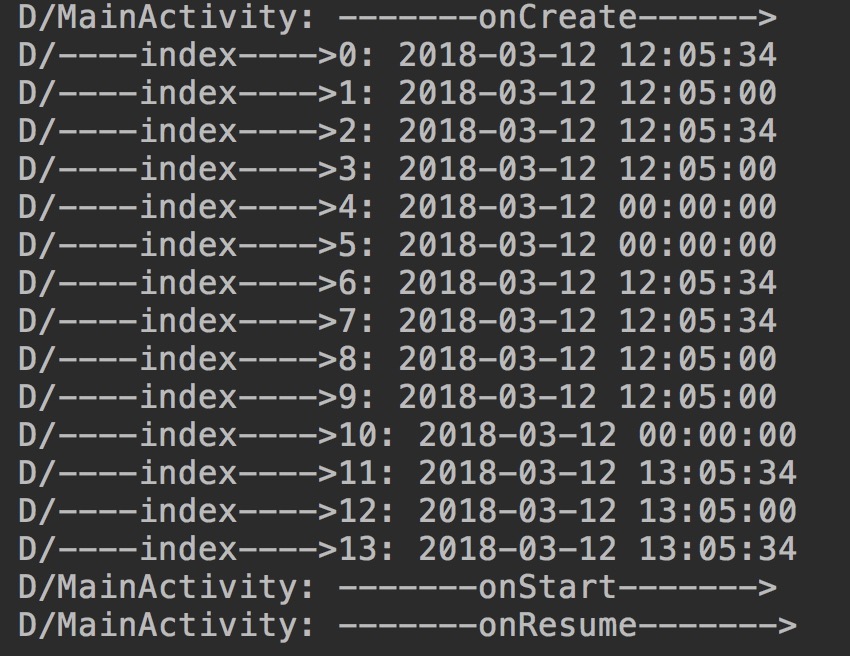 D/MainActivity: -------onCreate------>
D/----index---->0: 2018-03-12 12:05:34
D/----index---->1: 2018-03-12 12:05:00
D/----index---->2: 2018-03-12 12:05:34
D/----index---->3: 2018-03-12 12:05:00
D/----index---->4: 2018-03-12 00:00:00
D/----index---->5: 2018-03-12 00:00:00
D/----index---->6: 2018-03-12 12:05:34
D/----index---->7: 2018-03-12 12:05:34
D/----index---->8: 2018-03-12 12:05:00
D/----index---->9: 2018-03-12 12:05:00
D/----index---->10: 2018-03-12 00:00:00
D/----index---->11: 2018-03-12 13:05:34
D/----index---->12: 2018-03-12 13:05:00
D/----index---->13: 2018-03-12 13:05:34
D/MainActivity: -------onStart------->
D/MainActivity: -------onResume------->